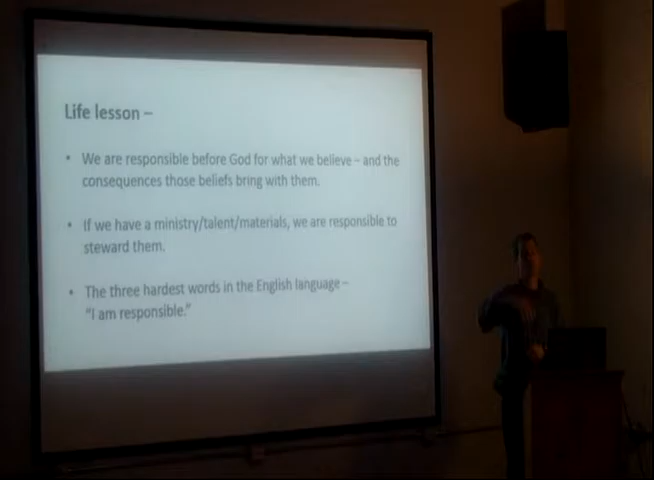 Life lesson –
• We are responsible before God for what we believe – and the
consequences those beliefs bring with them.
• If we have a ministry/talent/materials, we are responsible to
steward them.
• The three hardest words in the English language –
“I am responsible.”